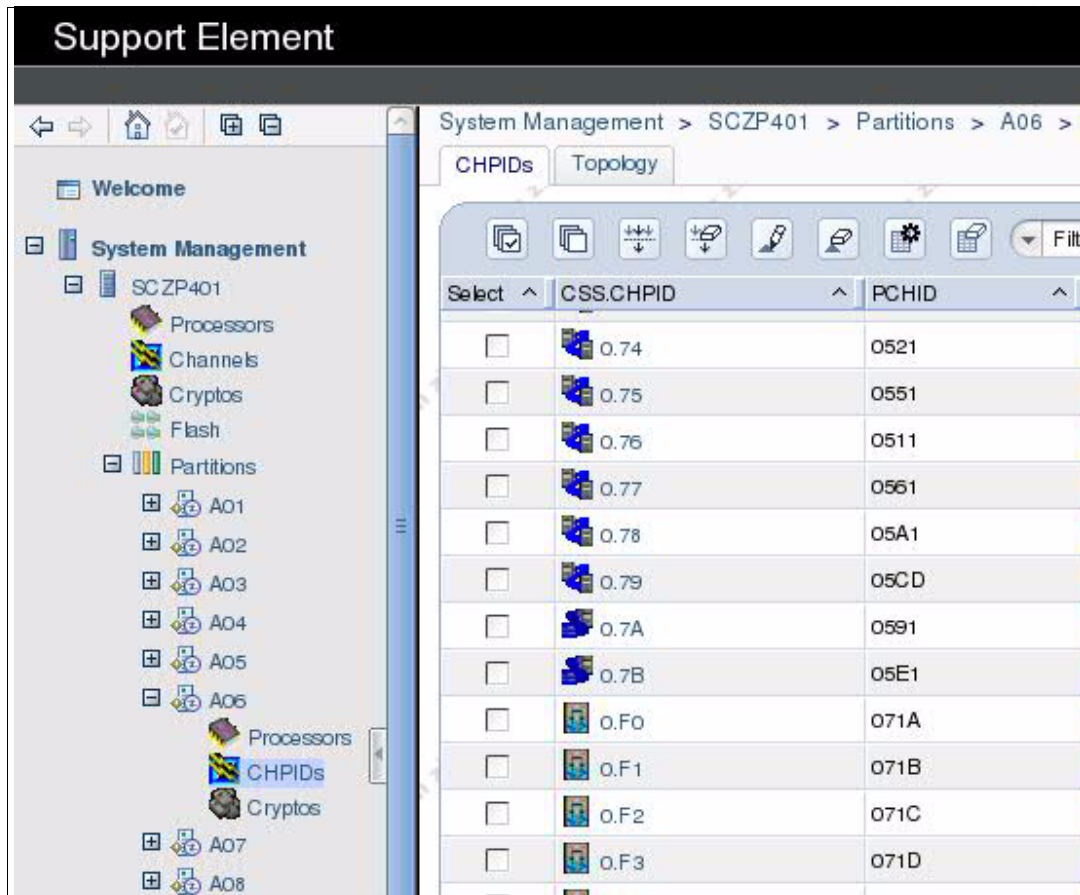 Support Element
System Management > SCZP401 > Partitions > A06 >
CHPIDs Topology
Welcome
System Management
SCZP401
Processors
Channels
Cryptos
Flash
Partitions
A01
A02
A03
A04
A05
A06
Processors
CHPIDs
Cryptos
A07
A08
Filt
Select CSS.CHPID PCHID
0.74 0521
0.75 0551
0.76 0511
0.77 0561
0.78 05A1
0.79 05CD
0.7A 0591
0.7B 05E1
0.F0 071A
0.F1 071B
0.F2 071C
0.F3 071D